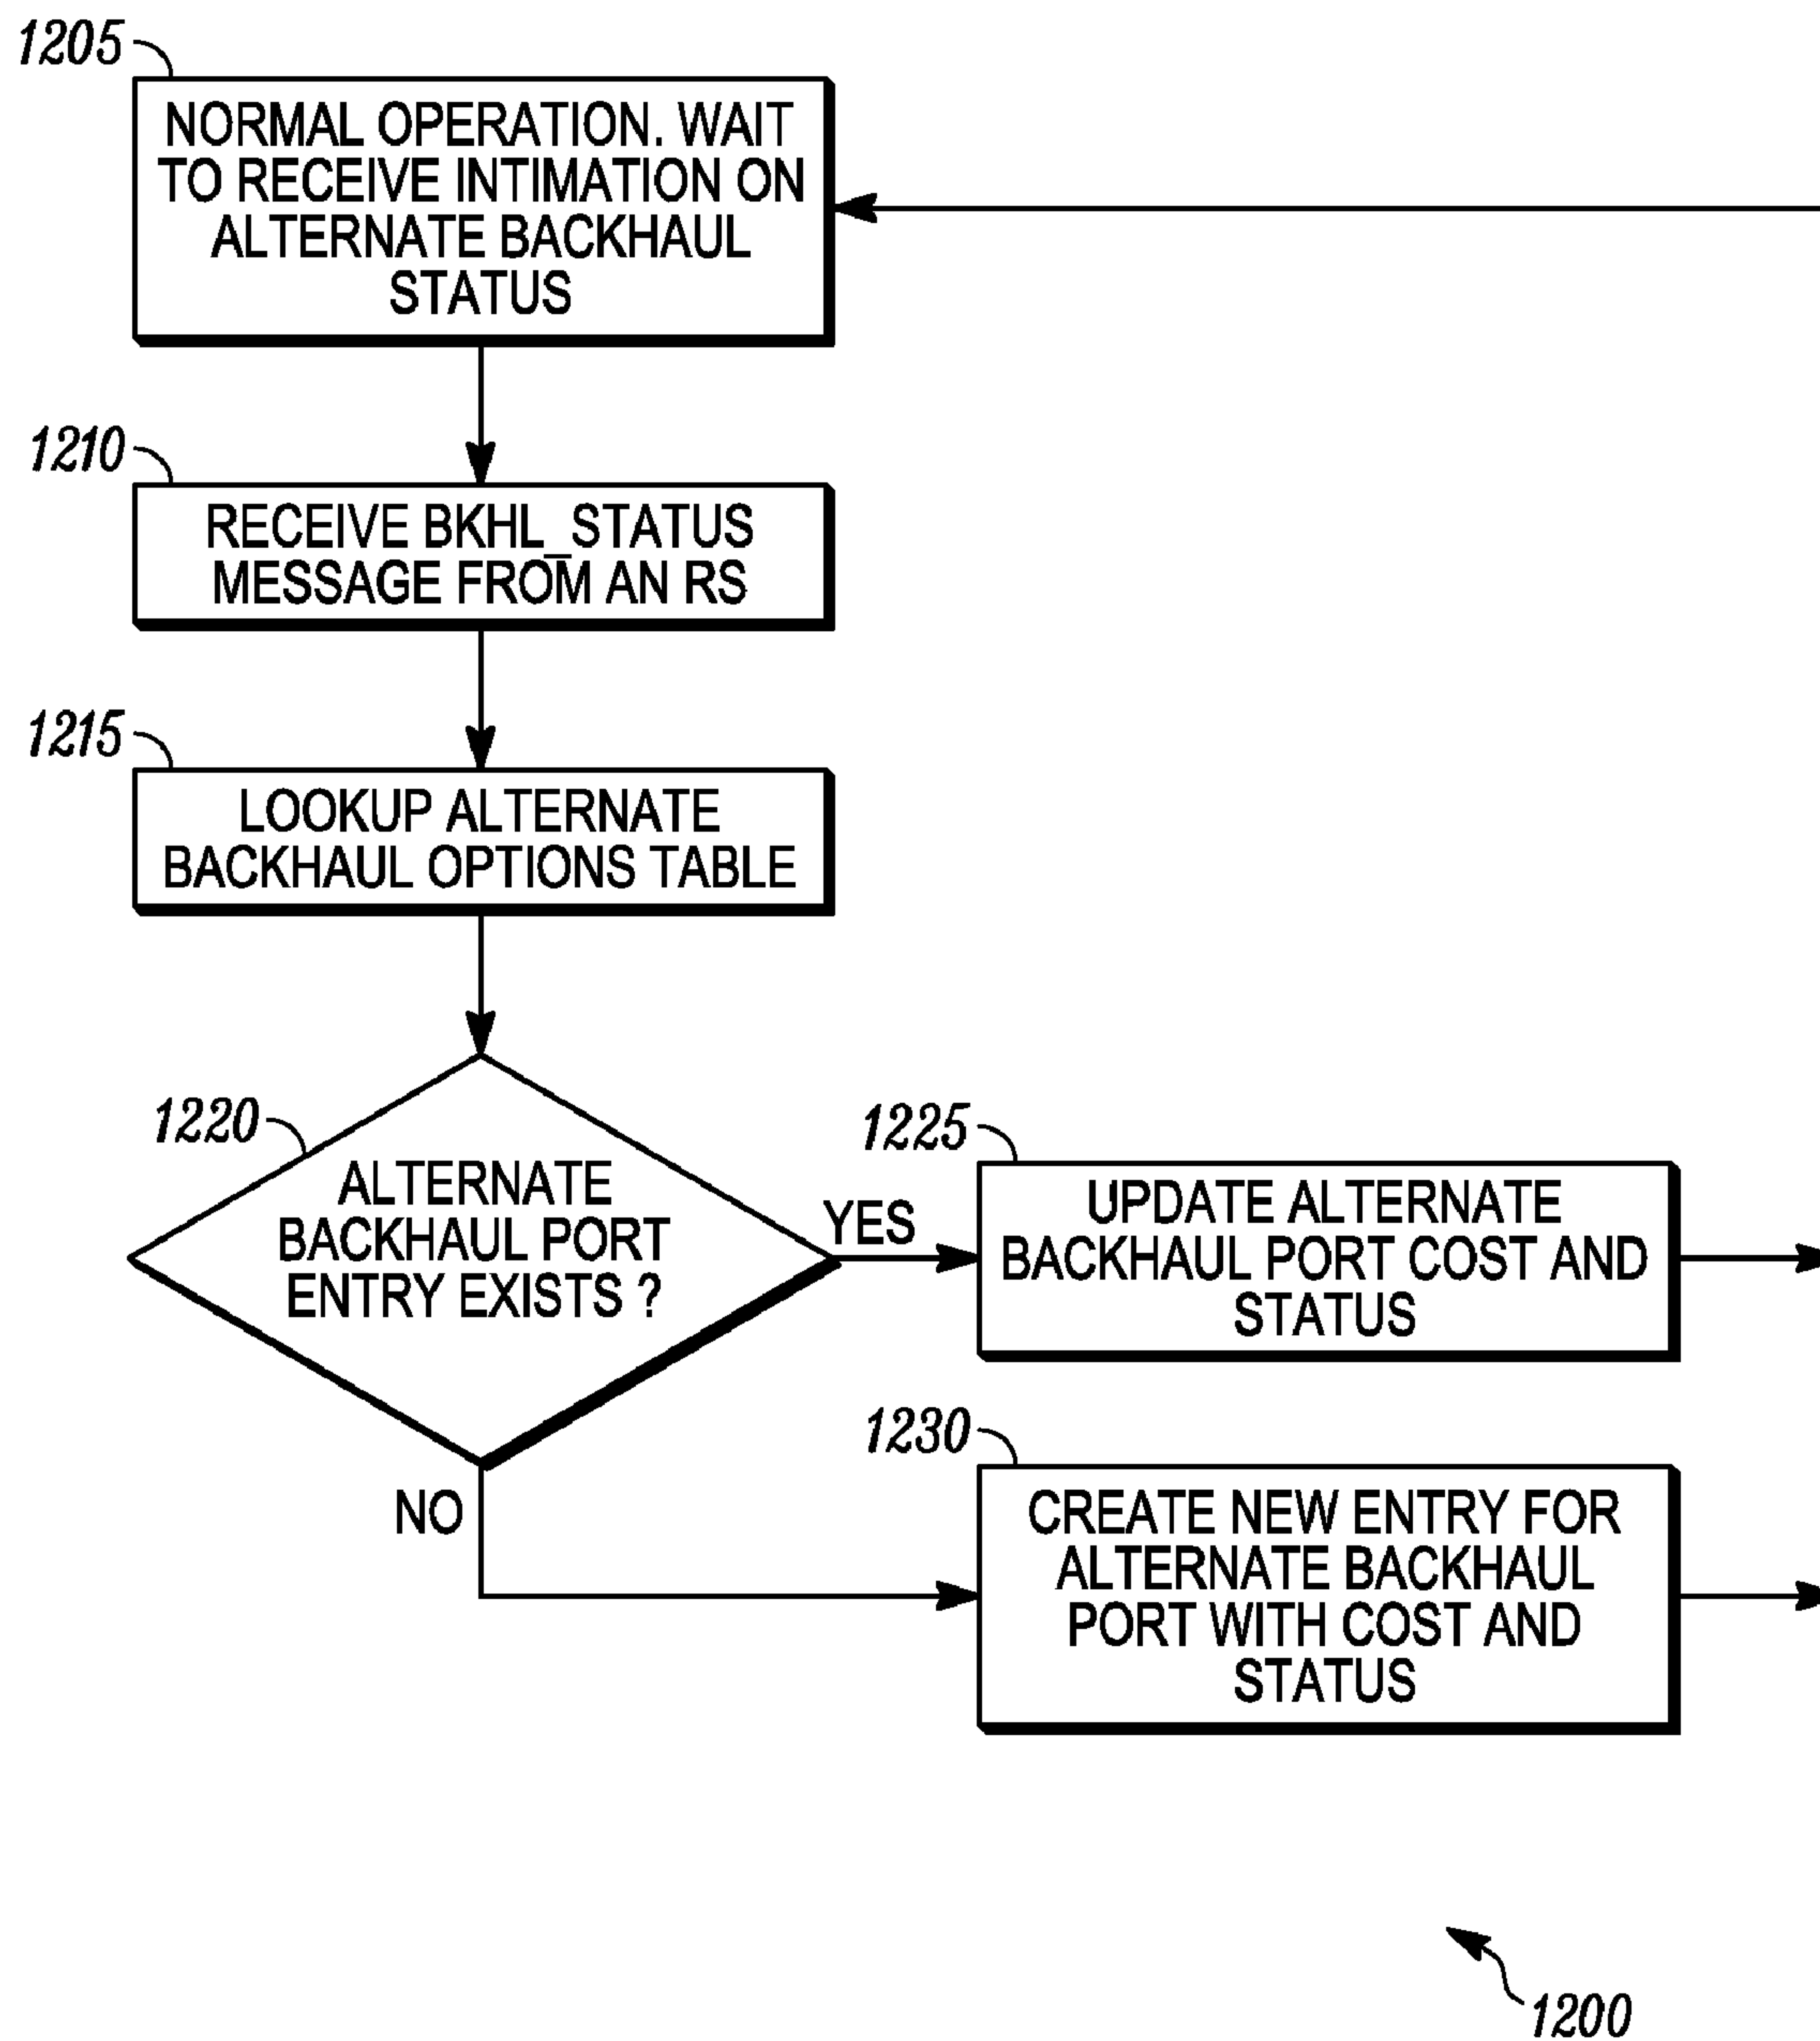 1205
NORMAL OPERATION. WAIT
TO RECEIVE INTIMATION ON
ALTERNATE BACKHAUL
STATUS
1210
RECEIVE BKHL_STATUS
MESSAGE FROM AN RS
1215
LOOKUP ALTERNATE
BACKHAUL OPTIONS TABLE
1220
ALTERNATE
BACKHAUL PORT
ENTRY EXISTS ?
YES
1225
UPDATE ALTERNATE
BACKHAUL PORT COST AND
STATUS
NO
1230
CREATE NEW ENTRY FOR
ALTERNATE BACKHAUL
PORT WITH COST AND
STATUS
1200